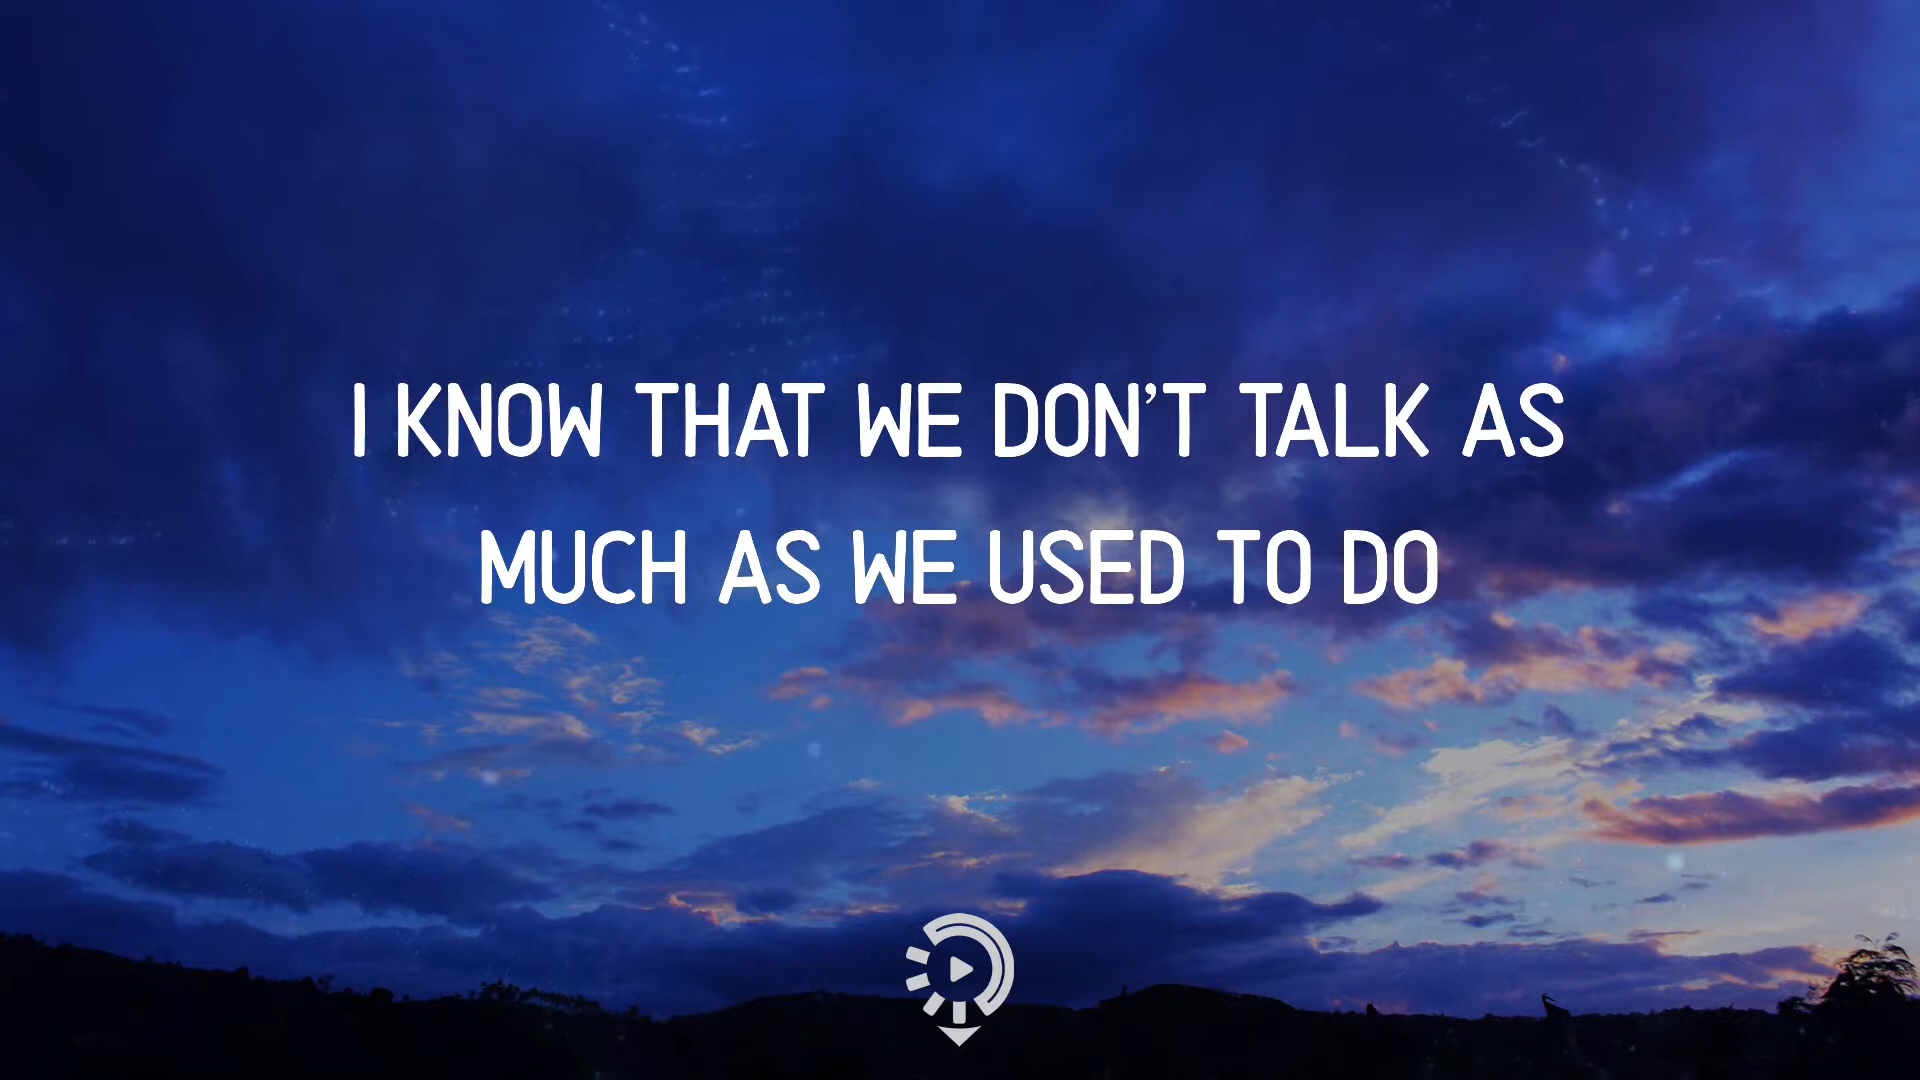 I KNOW THAT WE DON’T TALK AS
MUCH AS WE USED TO DO